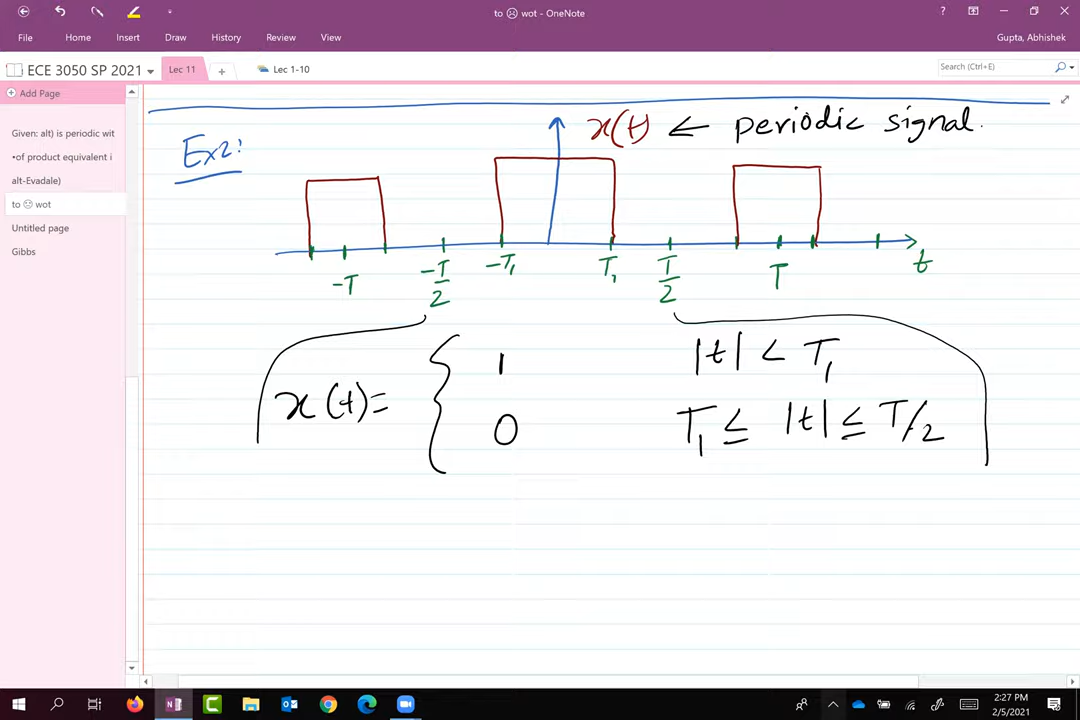 to ☹ wot - OneNote
Gupta, Abhishek
File Home Insert Draw History Review View
ECE 3050 SP 2021
Lec 11
+
Lec 1-10
Search (Ctrl+E)
Add Page
Given: alt) is periodic wit
•of product equivalent i
alt-Evadale)
to ☹ wot
Untitled page
Gibbs
Ex2:
x(t) ← periodic signal.
-T -T/2 -T₁ T₁ T/2 T t
x(t)= { 1 |t| < T₁
0 T₁ ≤ |t| ≤ T/2
2:27 PM
2/5/2021